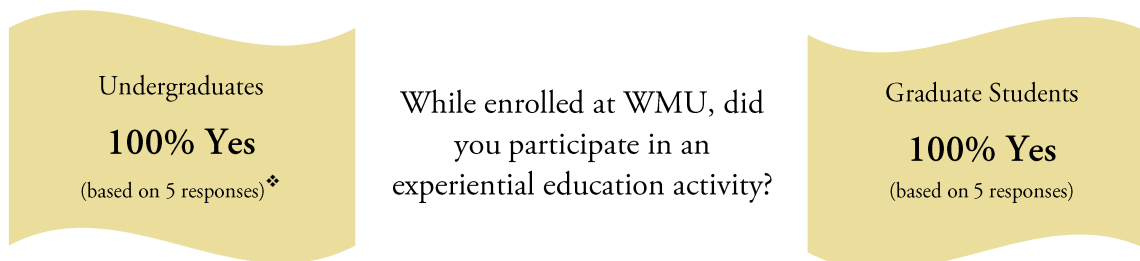 Undergraduates
100% Yes
(based on 5 responses)❖
While enrolled at WMU, did
you participate in an
experiential education activity?
Graduate Students
100% Yes
(based on 5 responses)